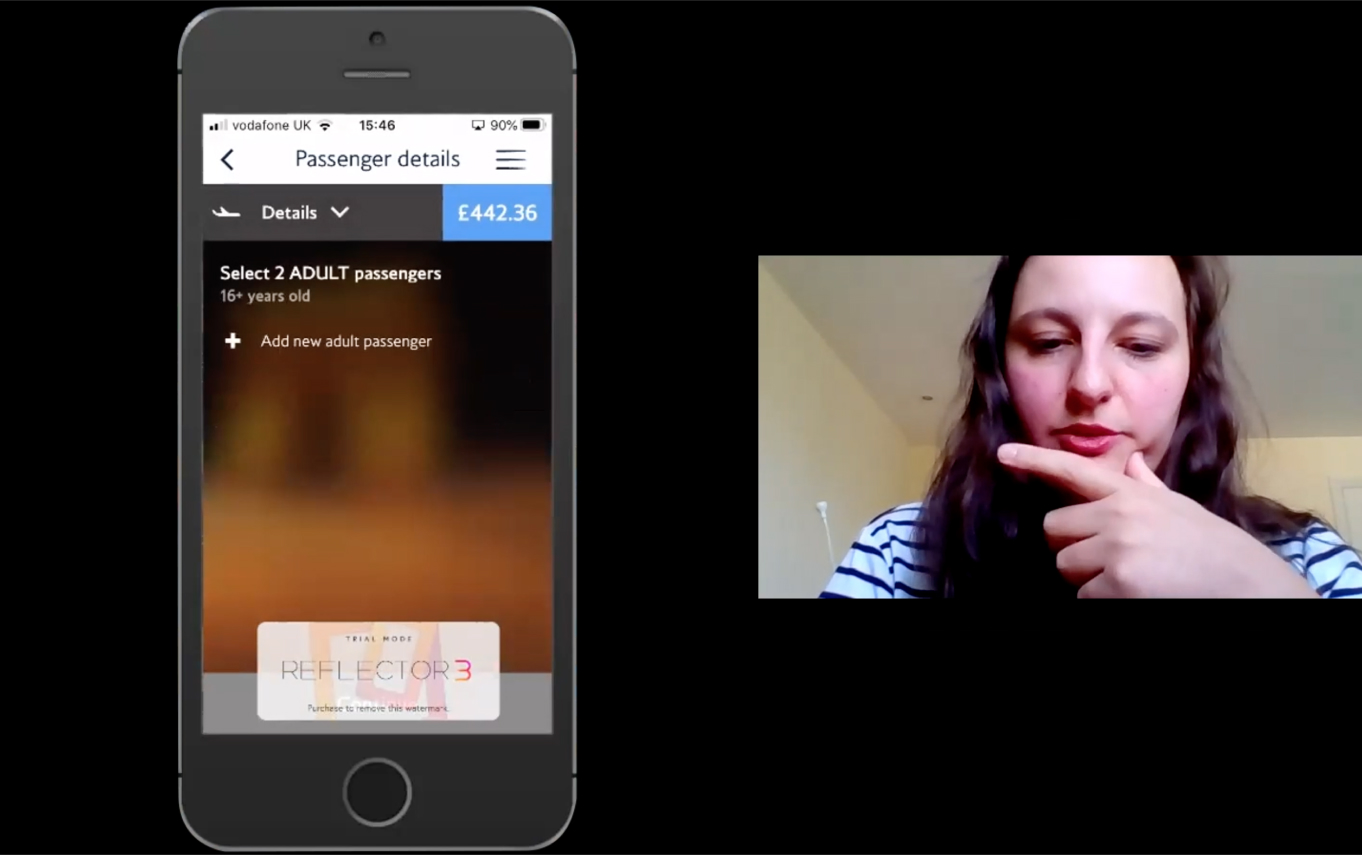 vodafone UK 15:46 90%
Passenger details
Details £442.36
Select 2 ADULT passengers
16+ years old
Add new adult passenger
TRIAL MODE
REFLECTOR 3
Purchase to remove this watermark.